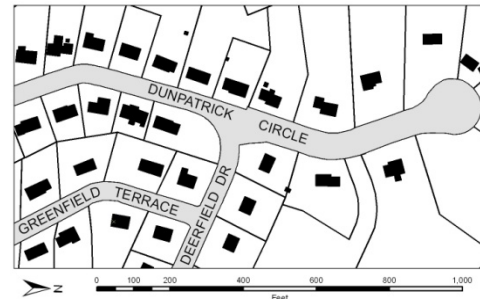 DUNPATRICK CIRCLE
GREENFIELD TERRACE
DEERFIELD DR
N
0 100 200 400 600 800 1,000
Feet